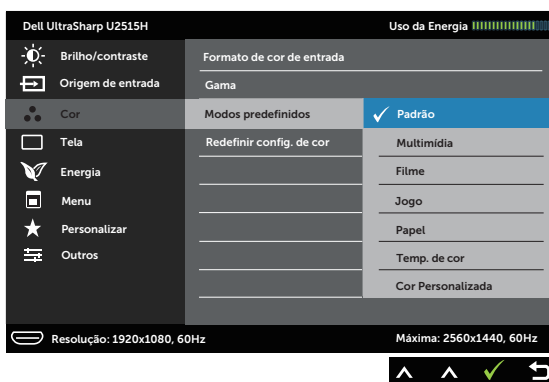 Dell UltraSharp U2515H Uso da Energia
Brilho/contraste Formato de cor de entrada
Origem de entrada Gama
Cor Modos predefinidos Padrão
Tela Redefinir config. de cor Multimídia
Energia Filme
Menu Jogo
Personalizar Papel
Outros Temp. de cor
Cor Personalizada
Resolução: 1920x1080, 60Hz Máxima: 2560x1440, 60Hz